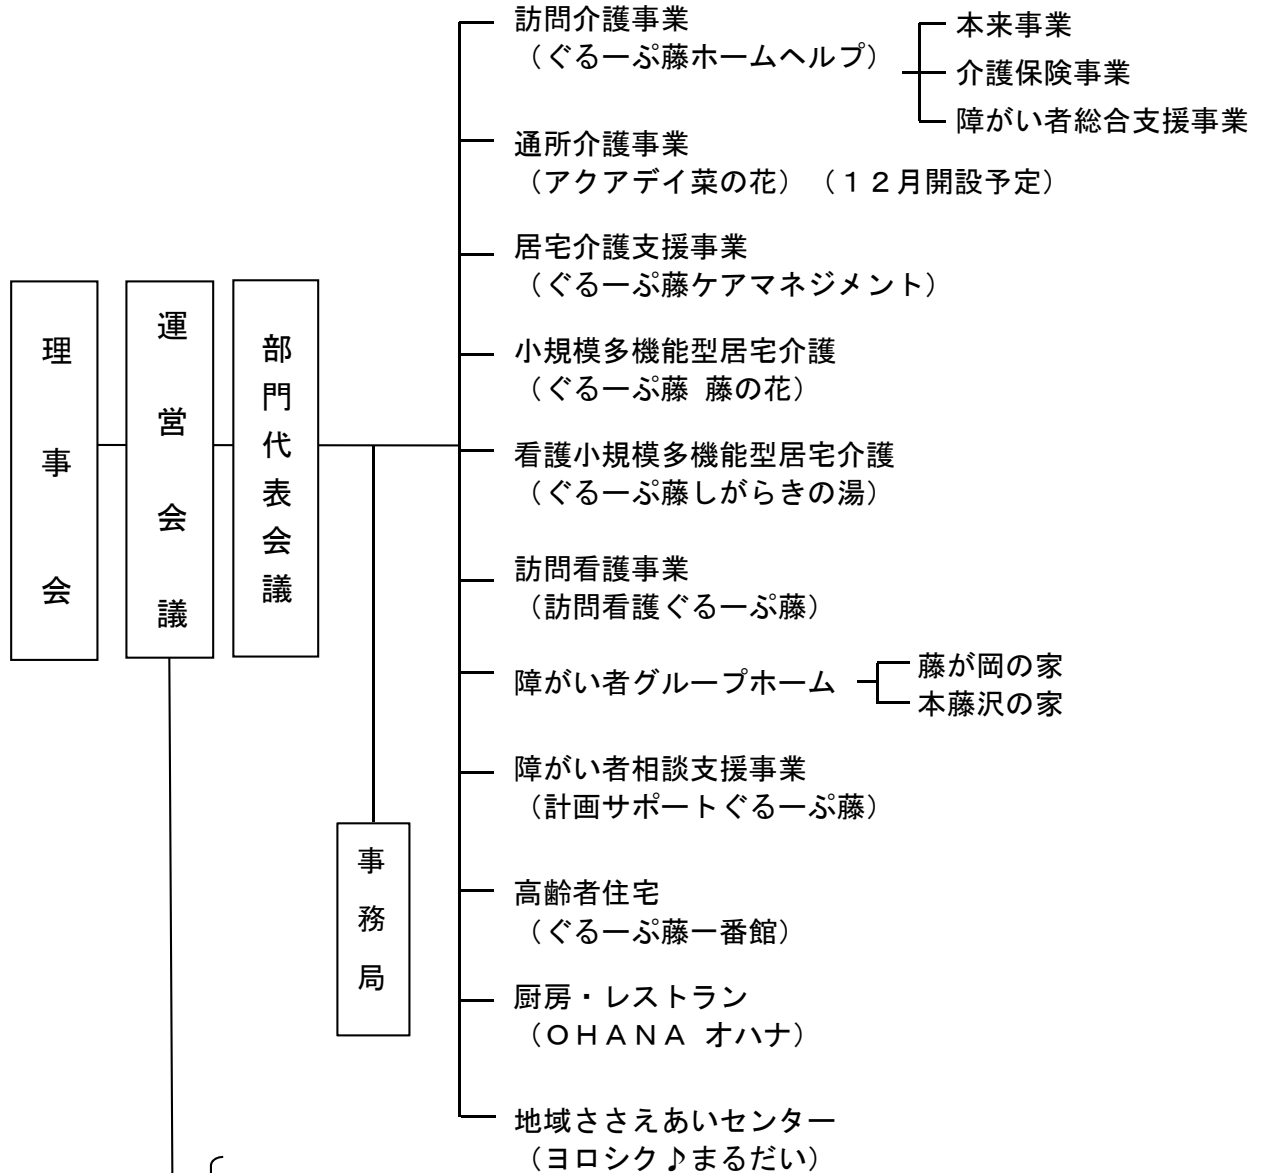 理事会
運営会議
部門代表会議
事務局
訪問介護事業
（ぐるーぷ藤ホームヘルプ）
本来事業
介護保険事業
障がい者総合支援事業
通所介護事業
（アクアデイ菜の花）（１２月開設予定）
居宅介護支援事業
（ぐるーぷ藤ケアマネジメント）
小規模多機能型居宅介護
（ぐるーぷ藤 藤の花）
看護小規模多機能型居宅介護
（ぐるーぷ藤しがらきの湯）
訪問看護事業
（訪問看護ぐるーぷ藤）
障がい者グループホーム
藤が岡の家
本藤沢の家
障がい者相談支援事業
（計画サポートぐるーぷ藤）
高齢者住宅
（ぐるーぷ藤一番館）
厨房・レストラン
（ＯＨＡＮＡ オハナ）
地域ささえあいセンター
（ヨロシク♪まるだい）